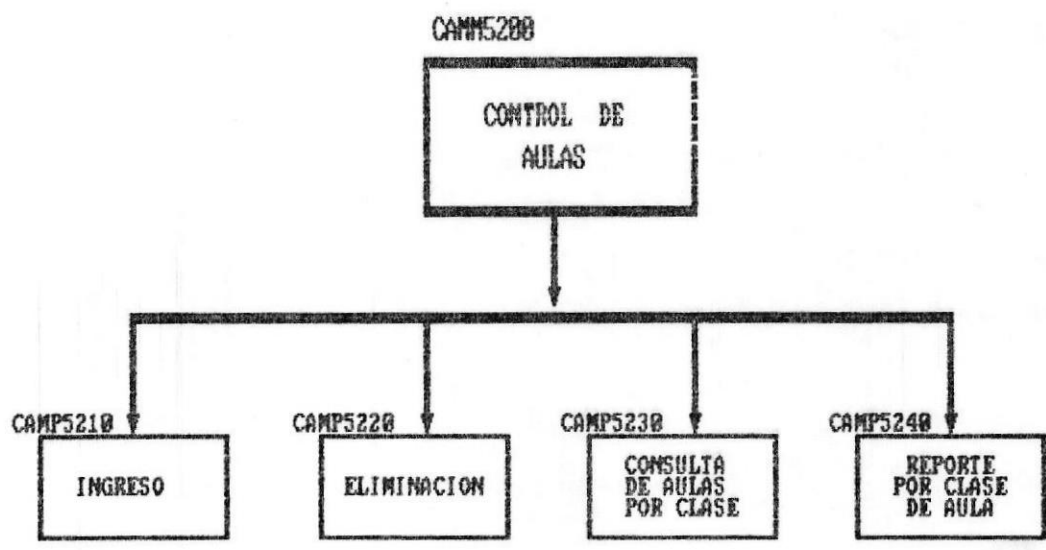 CAMM5200
CONTROL DE
AULAS
CAMP5210
INGRESO
CAMP5220
ELIMINACION
CAMP5230
CONSULTA
DE AULAS
POR CLASE
CAMP5240
REPORTE
POR CLASE
DE AULA